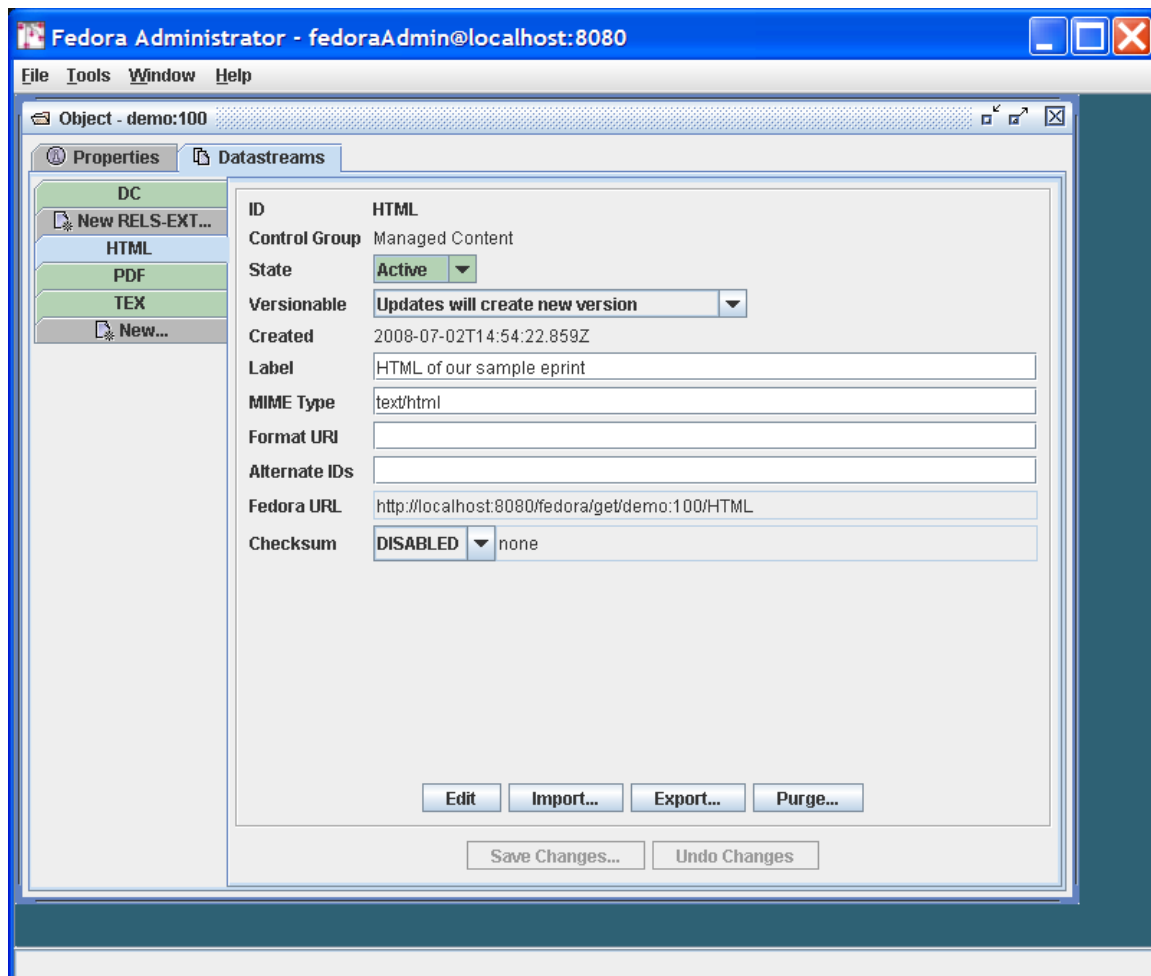 Fedora Administrator - fedoraAdmin@localhost:8080
File Tools Window Help
Object - demo:100
Properties Datastreams
DC
New RELS-EXT...
HTML
PDF
TEX
New...
ID HTML
Control Group Managed Content
State Active
Versionable Updates will create new version
Created 2008-07-02T14:54:22.859Z
Label HTML of our sample eprint
MIME Type text/html
Format URI
Alternate IDs
Fedora URL http://localhost:8080/fedora/get/demo:100/HTML
Checksum DISABLED none
Edit Import... Export... Purge...
Save Changes... Undo Changes